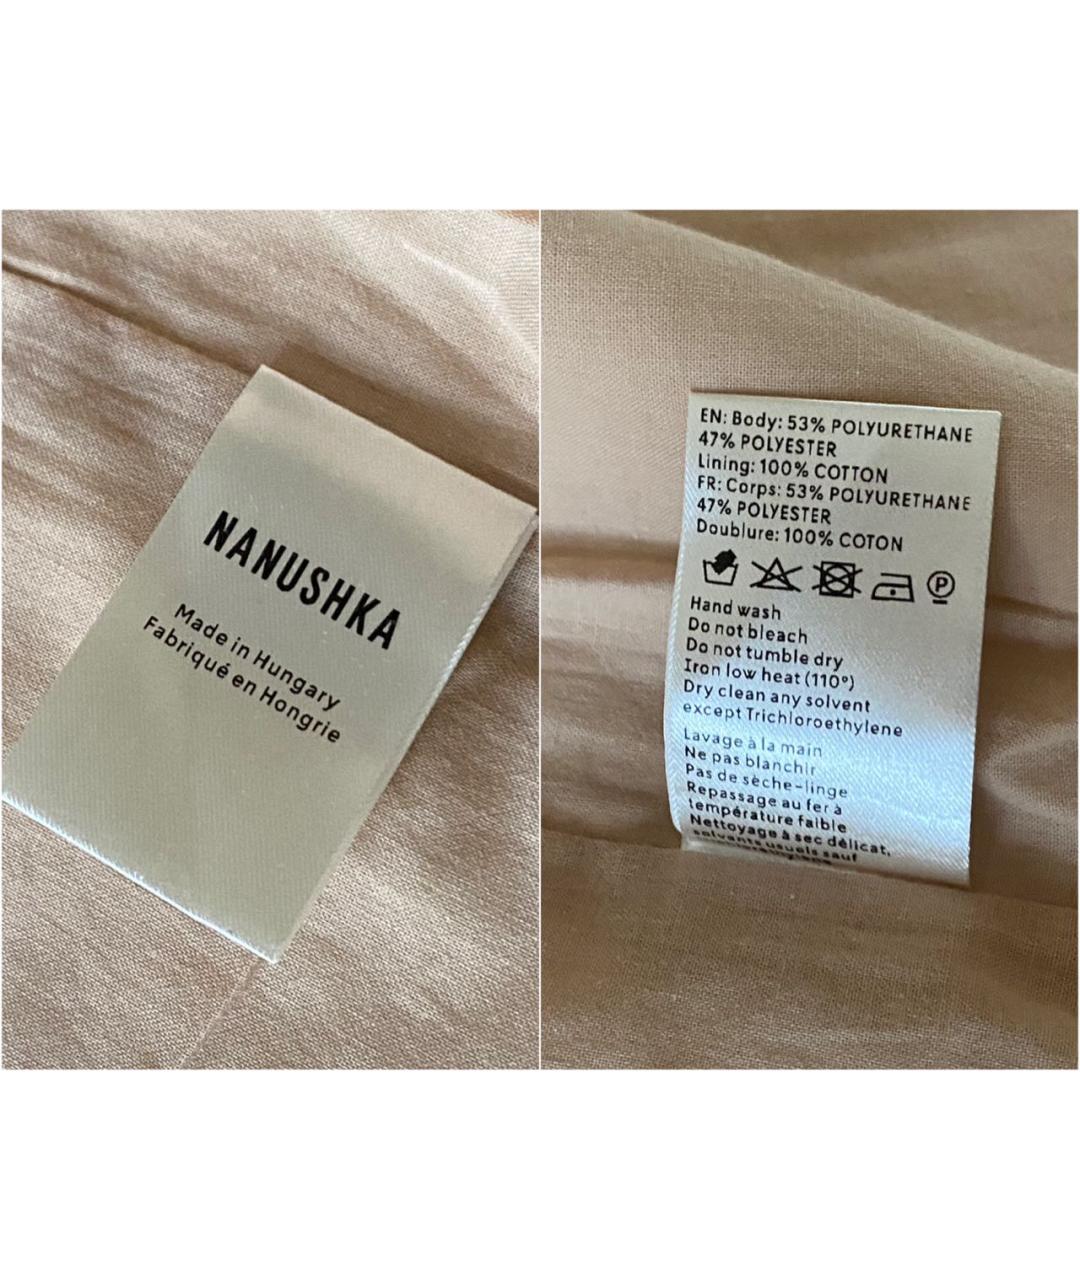 NANUSHKA
Made in Hungary
Fabriqué en Hongrie
EN: Body: 53% POLYURETHANE
47% POLYESTER
Lining: 100% COTTON
FR: Corps: 53% POLYURETHANE
47% POLYESTER
Doublure: 100% COTON
P
Hand wash
Do not bleach
Do not tumble dry
Iron low heat (110°)
Dry clean any solvent
except Trichloroethylene
Lavage à la main
Ne pas blanchir
Pas de sèche-linge
Repassage au fer à
température faible
Nettoyage à sec délicat,
solvants usuels sauf